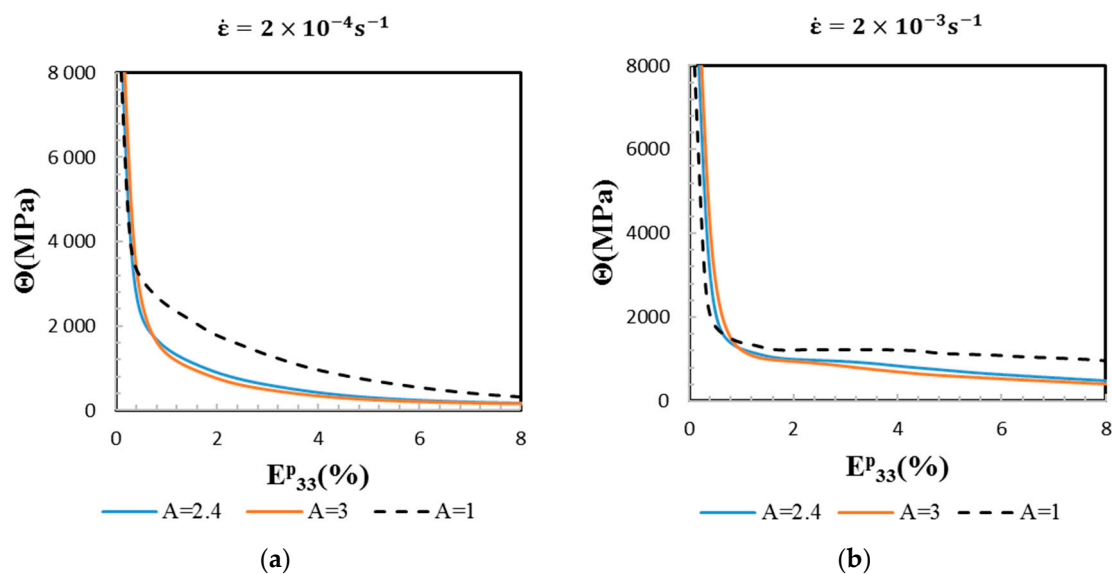 ε̇ = 2 × 10⁻⁴s⁻¹
8 000
6 000
4 000
2 000
0
Θ(MPa)
0 2 4 6 8
Eᵖ₃₃(%)
A=2.4 A=3 A=1
(a)
ε̇ = 2 × 10⁻³s⁻¹
8000
6000
4000
2000
0
Θ(MPa)
0 2 4 6 8
Eᵖ₃₃(%)
A=2.4 A=3 A=1
(b)